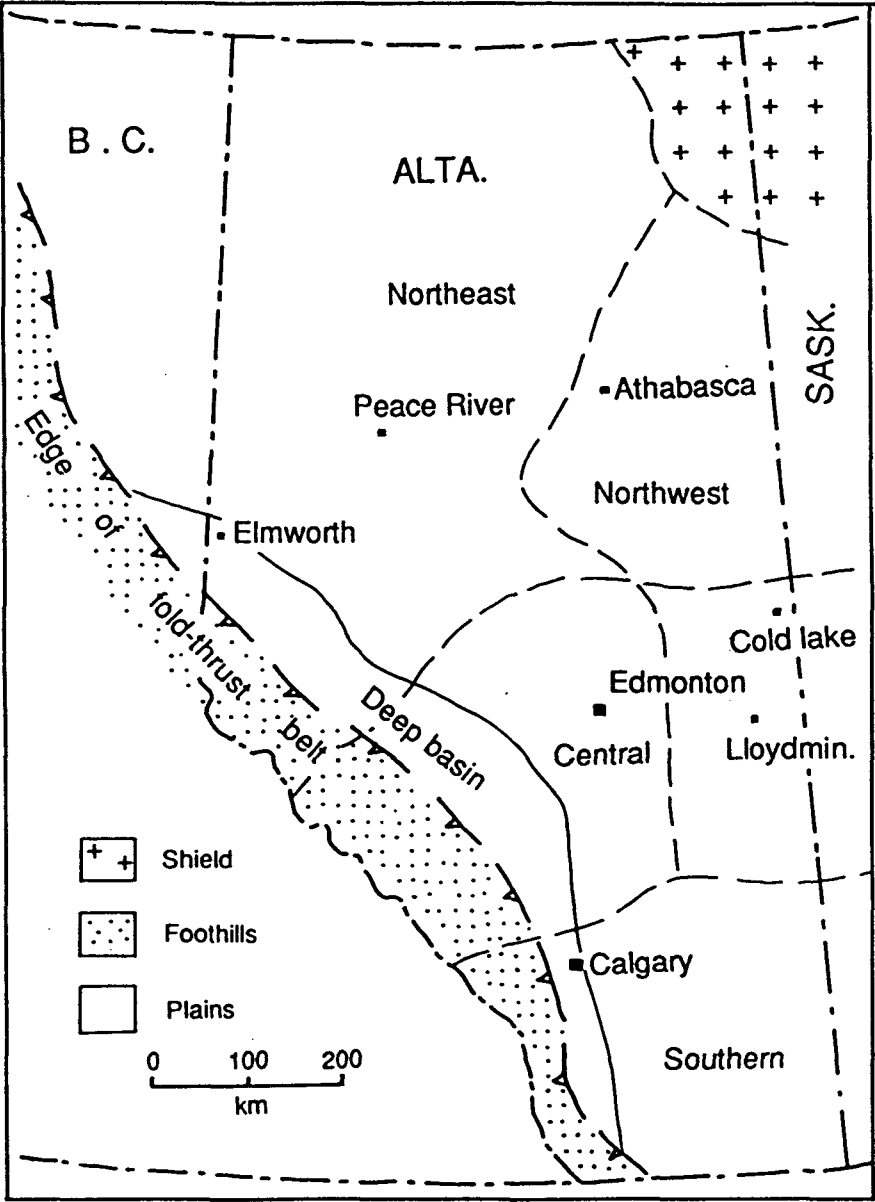 B . C.
ALTA.
Northeast
SASK.
Peace River
Athabasca
Edge
of
fold-thrust
belt
Northwest
Elmworth
Cold lake
Edmonton
Deep basin
Central
Lloydmin.
Shield
Foothills
Plains
Calgary
Southern
0 100 200
km